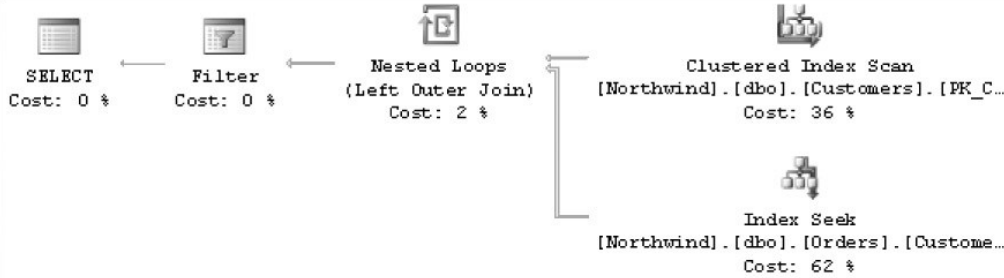 SELECT
Cost: 0 %
Filter
Cost: 0 %
Nested Loops
(Left Outer Join)
Cost: 2 %
Clustered Index Scan
[Northwind].[dbo].[Customers].[PK_C…
Cost: 36 %
Index Seek
[Northwind].[dbo].[Orders].[Custome…
Cost: 62 %